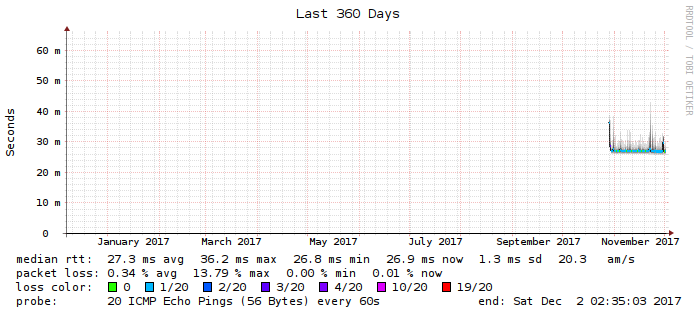 Last 360 Days
RRDTOOL / TOBI OETIKER
Seconds
60 m
50 m
40 m
30 m
20 m
10 m
0
January 2017 March 2017 May 2017 July 2017 September 2017 November 2017
median rtt: 27.3 ms avg 36.2 ms max 26.8 ms min 26.9 ms now 1.3 ms sd 20.3 am/s
packet loss: 0.34 % avg 13.79 % max 0.00 % min 0.01 % now
loss color: 0 1/20 2/20 3/20 4/20 10/20 19/20
probe: 20 ICMP Echo Pings (56 Bytes) every 60s end: Sat Dec 2 02:35:03 2017